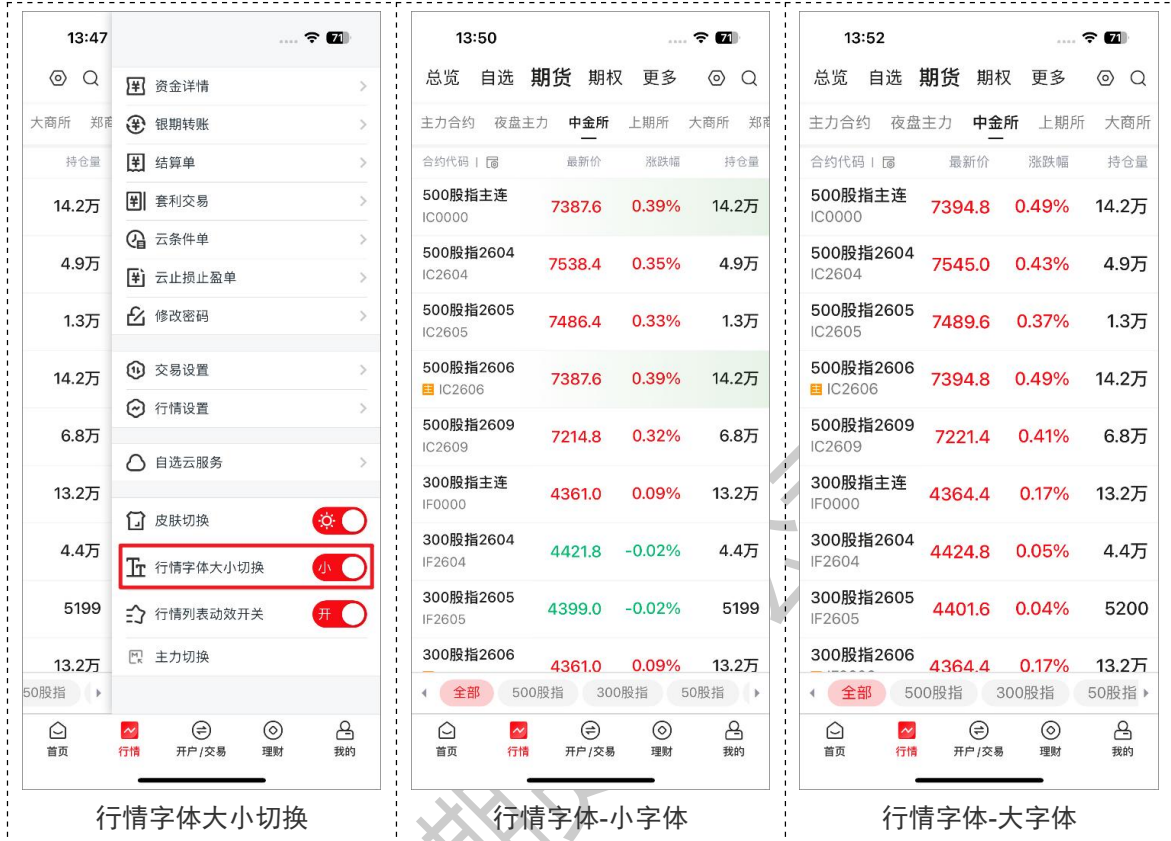 13:47
71
大商所 郑商
持仓量
14.2万
4.9万
1.3万
14.2万
6.8万
13.2万
4.4万
5199
13.2万
50股指
资金详情
银期转账
结算单
套利交易
云条件单
云止损止盈单
修改密码
交易设置
行情设置
自选云服务
皮肤切换
行情字体大小切换 小
行情列表动效开关 开
主力切换
首页 行情 开户/交易 理财 我的
行情字体大小切换
13:50
71
总览 自选 期货 期权 更多
主力合约 夜盘主力 中金所 上期所 大商所 郑商
合约代码 最新价 涨跌幅 持仓量
500股指主连 7387.6 0.39% 14.2万
IC0000
500股指2604 7538.4 0.35% 4.9万
IC2604
500股指2605 7486.4 0.33% 1.3万
IC2605
500股指2606 7387.6 0.39% 14.2万
主 IC2606
500股指2609 7214.8 0.32% 6.8万
IC2609
300股指主连 4361.0 0.09% 13.2万
IF0000
300股指2604 4421.8 -0.02% 4.4万
IF2604
300股指2605 4399.0 -0.02% 5199
IF2605
300股指2606 4361.0 0.09% 13.2万
全部 500股指 300股指 50股指
首页 行情 开户/交易 理财 我的
行情字体-小字体
13:52
71
总览 自选 期货 期权 更多
主力合约 夜盘主力 中金所 上期所 大商所
合约代码 最新价 涨跌幅 持仓量
500股指主连 7394.8 0.49% 14.2万
IC0000
500股指2604 7545.0 0.43% 4.9万
IC2604
500股指2605 7489.6 0.37% 1.3万
IC2605
500股指2606 7394.8 0.49% 14.2万
主 IC2606
500股指2609 7221.4 0.41% 6.8万
IC2609
300股指主连 4364.4 0.17% 13.2万
IF0000
300股指2604 4424.8 0.05% 4.4万
IF2604
300股指2605 4401.6 0.04% 5200
IF2605
300股指2606 4364.4 0.17% 13.2万
全部 500股指 300股指 50股指
首页 行情 开户/交易 理财 我的
行情字体-大字体